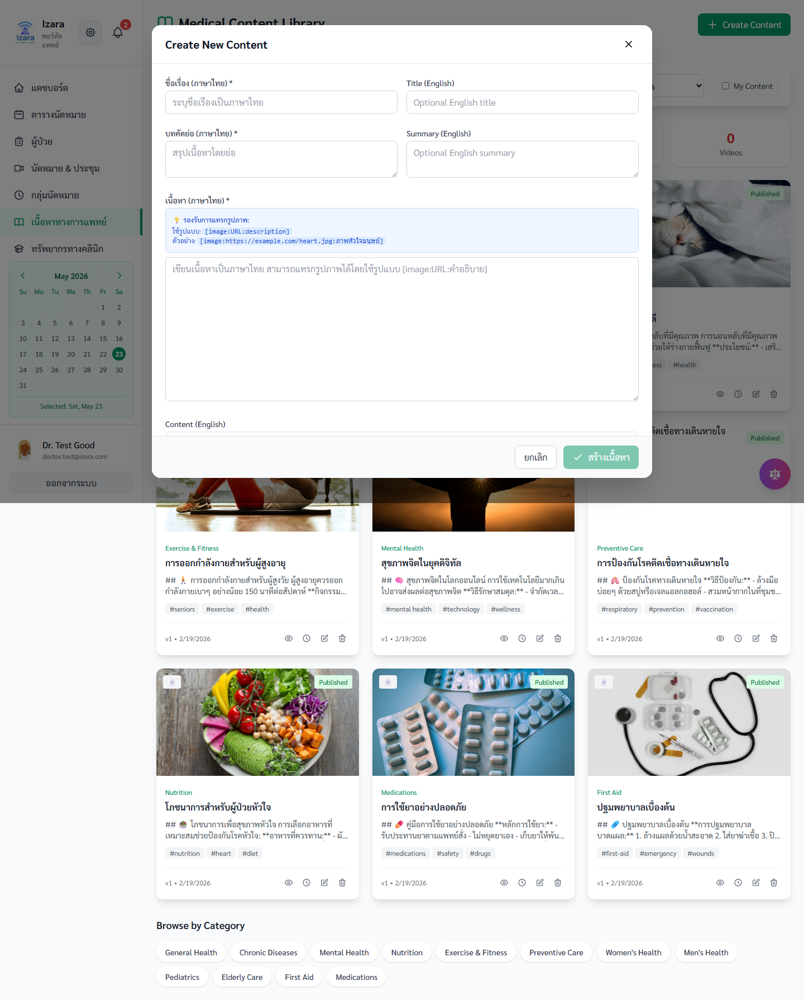 Izara
พอร์ทัล
แพทย์
2
แดชบอร์ด
ตารางนัดหมาย
ผู้ป่วย
นัดหมาย & ประชุม
กลุ่มนัดหมาย
เนื้อหาทางการแพทย์
ทรัพยากรทางคลินิก
May 2026
Su Mo Tu We Th Fr Sa
1 2
3 4 5 6 7 8 9
10 11 12 13 14 15 16
17 18 19 20 21 22 23
24 25 26 27 28 29 30
31
Selected: Sat, May 23
Dr. Test Good
doctor.test@izara.com
ออกจากระบบ
Medical Content Library
Create Content
My Content
0
Videos
Create New Content
ชื่อเรื่อง (ภาษาไทย) *
ระบุชื่อเรื่องเป็นภาษาไทย
Title (English)
Optional English title
บทคัดย่อ (ภาษาไทย) *
สรุปเนื้อหาโดยย่อ
Summary (English)
Optional English summary
เนื้อหา (ภาษาไทย) *
💡 รองรับการแทรกรูปภาพ:
ใช้รูปแบบ: [image:URL:description]
ตัวอย่าง: [image:https://example.com/heart.jpg:ภาพหัวใจมนุษย์]
เขียนเนื้อหาเป็นภาษาไทย สามารถแทรกรูปภาพได้โดยใช้รูปแบบ [image:URL:คำอธิบาย]
Content (English)
ยกเลิก
สร้างเนื้อหา
Published
หลับที่มีคุณภาพ การนอนหลับที่มีคุณภาพ
ช่วยให้ร่างกายฟื้นฟู **ประโยชน์:** - เสริ...
#health
ติดเชื้อทางเดินหายใจ
Published
Exercise & Fitness
การออกกำลังกายสำหรับผู้สูงอายุ
## 🚶 การออกกำลังกายสำหรับผู้สูงวัย ผู้สูงอายุควรออก
กำลังกายเบาๆ อย่างน้อย 150 นาทีต่อสัปดาห์ **กิจกรรม...
#seniors #exercise #health
v1 • 2/19/2026
Mental Health
สุขภาพจิตในยุคดิจิทัล
## 🧠 สุขภาพจิตในโลกออนไลน์ การใช้เทคโนโลยีมากเกิน
ไปอาจส่งผลต่อสุขภาพจิต **วิธีรักษาสมดุล:** - จำกัดเวล...
#mental health #technology #wellness
v1 • 2/19/2026
Preventive Care
การป้องกันโรคติดเชื้อทางเดินหายใจ
## 🫁 ป้องกันโรคทางเดินหายใจ **วิธีป้องกัน:** - ล้างมือ
บ่อยๆ ด้วยสบู่หรือเจลแอลกอฮอล์ - สวมหน้ากากในที่ชุมช...
#respiratory #prevention #vaccination
v1 • 2/19/2026
Published
Nutrition
โภชนาการสำหรับผู้ป่วยหัวใจ
## 🥗 โภชนาการเพื่อสุขภาพหัวใจ การเลือกอาหารที่
เหมาะสมช่วยป้องกันโรคหัวใจ: **อาหารที่ควรทาน:** - ผั...
#nutrition #heart #diet
v1 • 2/19/2026
Published
Medications
การใช้ยาอย่างปลอดภัย
## 💊 คู่มือการใช้ยาอย่างปลอดภัย **หลักการใช้ยา:** -
รับประทานยาตามแพทย์สั่ง - ไม่หยุดยาเอง - เก็บยาให้พ้น...
#medications #safety #drugs
v1 • 2/19/2026
Published
First Aid
ปฐมพยาบาลเบื้องต้น
## 🩹 ปฐมพยาบาลเบื้องต้น **การปฐมพยาบาล
บาดแผล:** 1. ล้างแผลด้วยน้ำสะอาด 2. ใส่ยาฆ่าเชื้อ 3. ปิ...
#first-aid #emergency #wounds
v1 • 2/19/2026
Browse by Category
General Health
Chronic Diseases
Mental Health
Nutrition
Exercise & Fitness
Preventive Care
Women's Health
Men's Health
Pediatrics
Elderly Care
First Aid
Medications